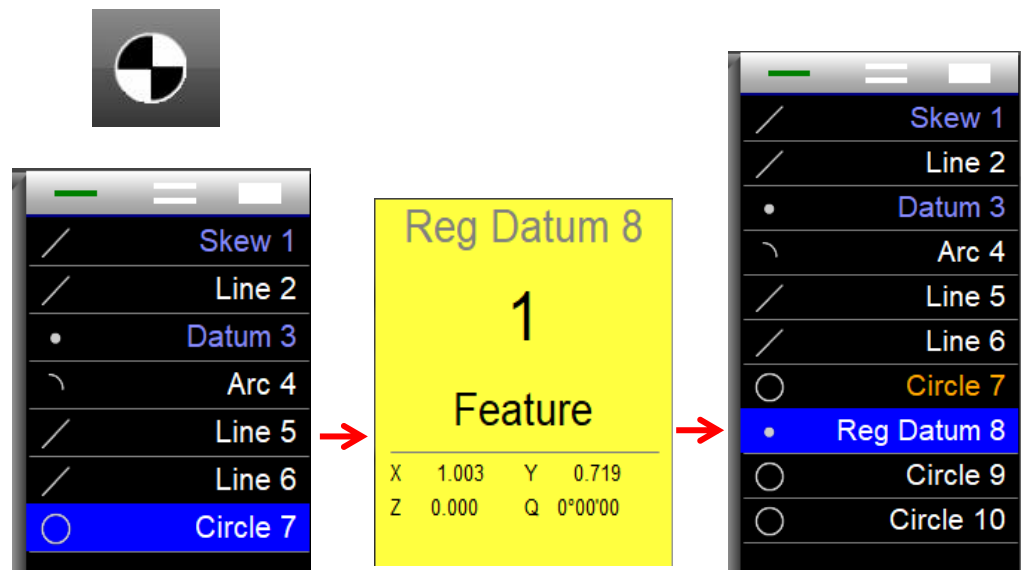 Skew 1
Line 2
Datum 3
Arc 4
Line 5
Line 6
Circle 7
Reg Datum 8
1
Feature
X 1.003 Y 0.719
Z 0.000 Q 0°00'00
Skew 1
Line 2
Datum 3
Arc 4
Line 5
Line 6
Circle 7
Reg Datum 8
Circle 9
Circle 10